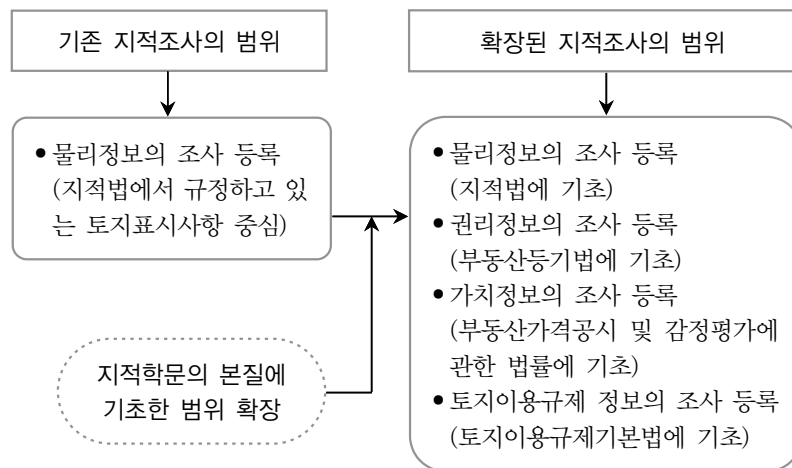 기존 지적조사의 범위
확장된 지적조사의 범위
• 물리정보의 조사 등록
(지적법에서 규정하고 있
는 토지표시사항 중심)
지적학문의 본질에
기초한 범위 확장
• 물리정보의 조사 등록
(지적법에 기초)
• 권리정보의 조사 등록
(부동산등기법에 기초)
• 가치정보의 조사 등록
(부동산가격공시 및 감정평가에
관한 법률에 기초)
• 토지이용규제 정보의 조사 등록
(토지이용규제기본법에 기초)